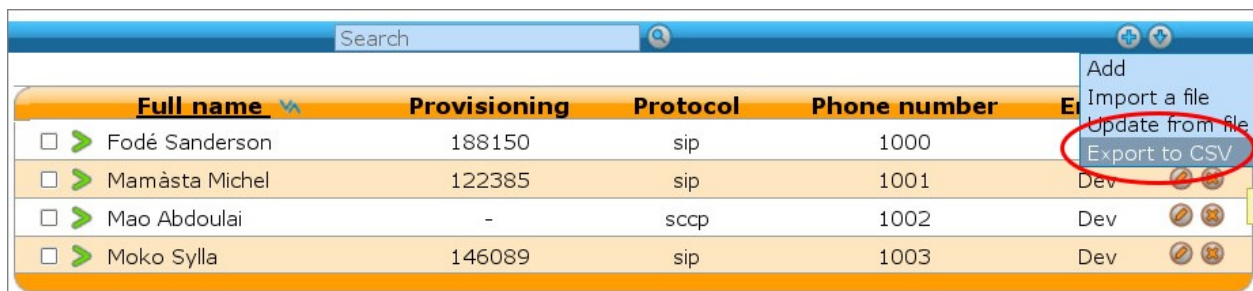 Search
Add
Import a file
Update from file
Export to CSV
Full name Provisioning Protocol Phone number
Fodé Sanderson 188150 sip 1000
Mamàsta Michel 122385 sip 1001 Dev
Mao Abdoulai - sccp 1002 Dev
Moko Sylla 146089 sip 1003 Dev